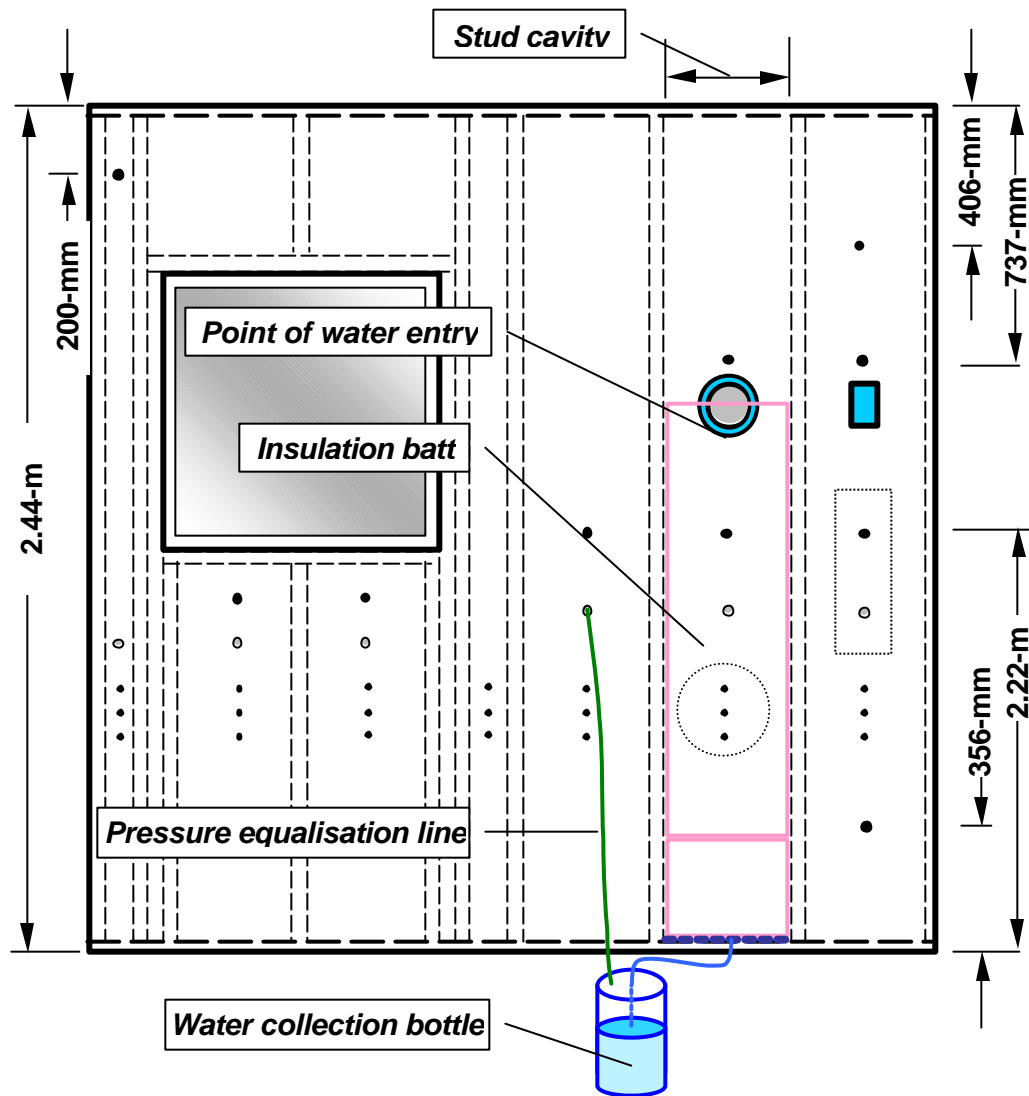 Stud cavity
406-mm
737-mm
200-mm
Point of water entry
Insulation batt
2.44-m
2.22-m
356-mm
Pressure equalisation line
Water collection bottle